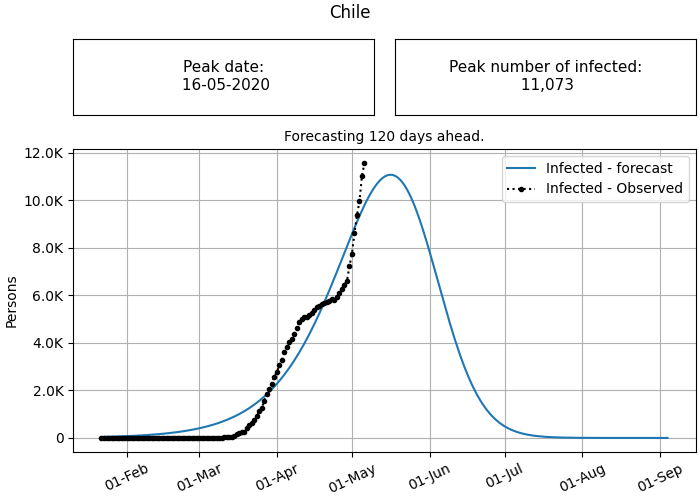 Chile
Peak date:
16-05-2020
Peak number of infected:
11,073
Forecasting 120 days ahead.
12.0K
10.0K
8.0K
6.0K
4.0K
2.0K
0
Persons
Infected - forecast
Infected - Observed
01-Feb
01-Mar
01-Apr
01-May
01-Jun
01-Jul
01-Aug
01-Sep